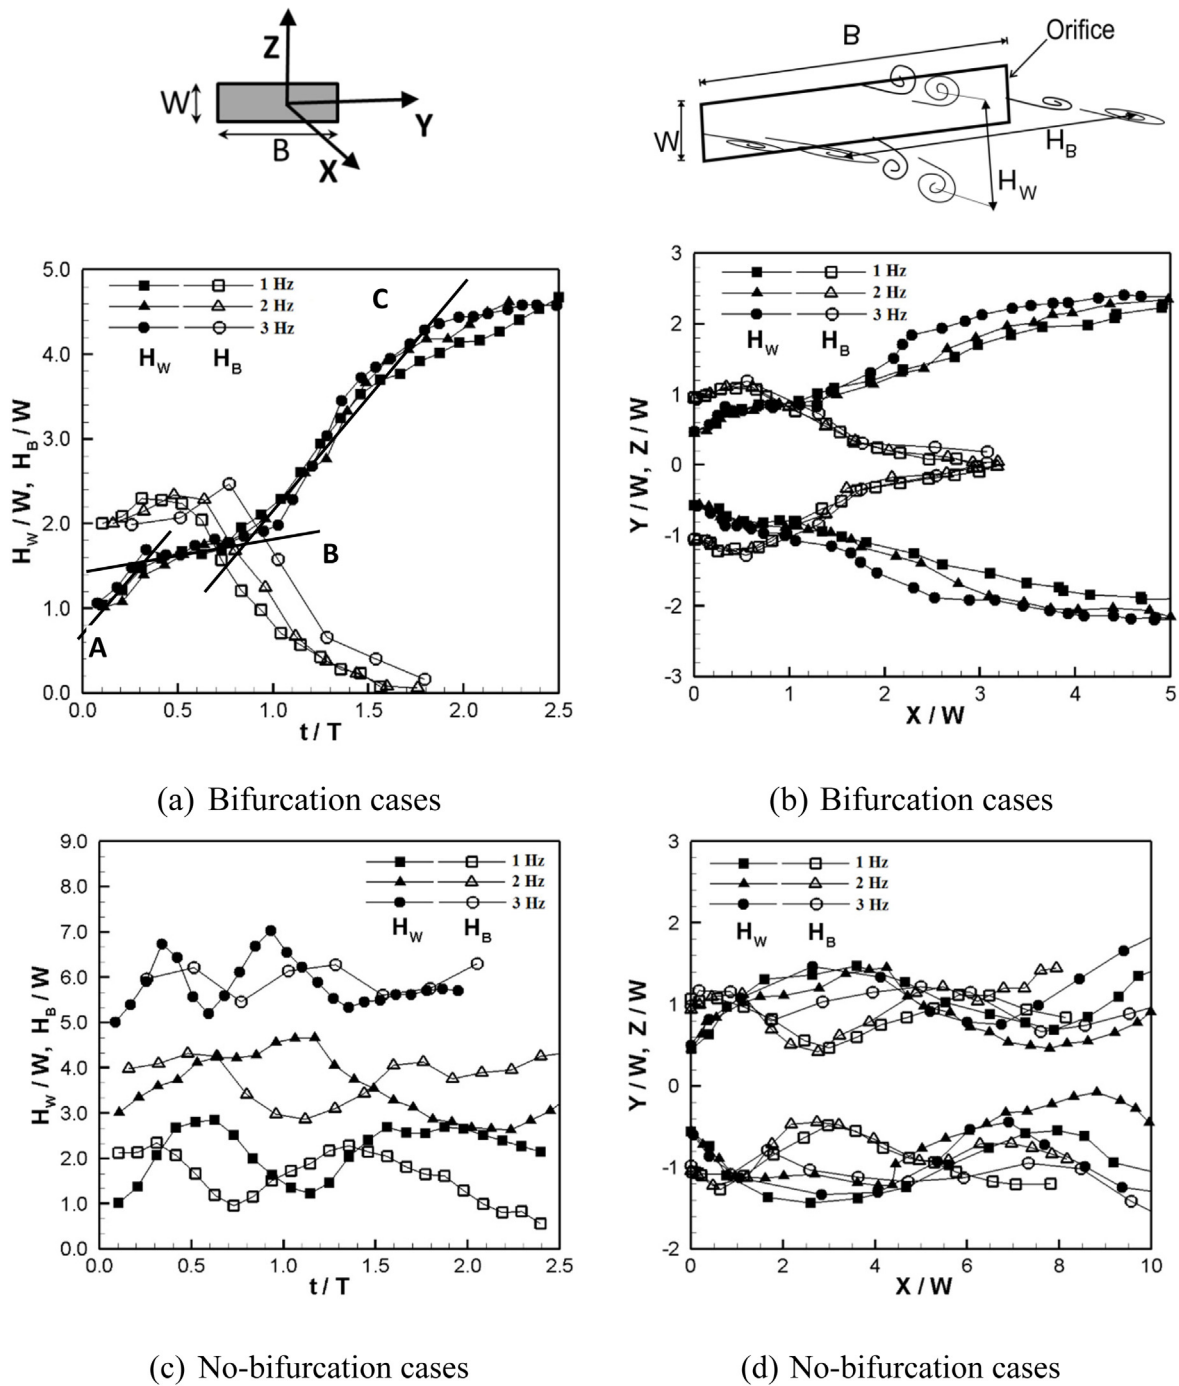 Z
W
Y
B
X
B
Orifice
W
H_B
H_W
5.0
4.0
3.0
2.0
1.0
0.0
H_W / W, H_B / W
1 Hz
2 Hz
3 Hz
H_W H_B
C
B
A
0.0 0.5 1.0 1.5 2.0 2.5
t / T
3
2
1
0
-1
-2
-3
Y / W, Z / W
1 Hz
2 Hz
3 Hz
H_W H_B
0 1 2 3 4 5
X / W
(a) Bifurcation cases
(b) Bifurcation cases
9.0
8.0
7.0
6.0
5.0
4.0
3.0
2.0
1.0
0.0
H_W / W, H_B / W
1 Hz
2 Hz
3 Hz
H_W H_B
0.0 0.5 1.0 1.5 2.0 2.5
t / T
3
2
1
0
-1
-2
Y / W, Z / W
1 Hz
2 Hz
3 Hz
H_W H_B
0 2 4 6 8 10
X / W
(c) No-bifurcation cases
(d) No-bifurcation cases